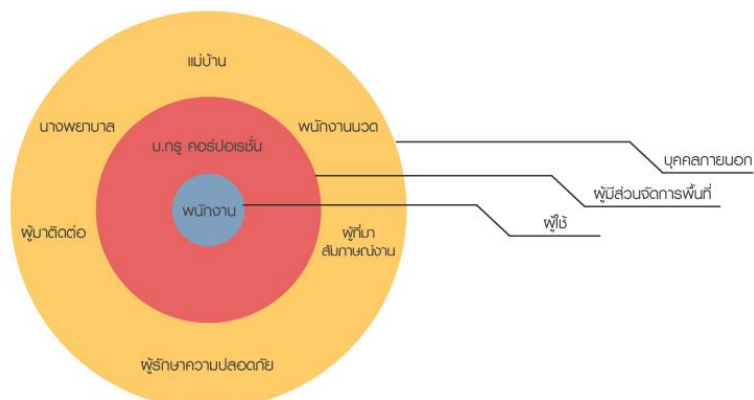 แม่บ้าน
นางพยาบาล
พนักงานนวด
บ.ทรู คอร์ปอเรชั่น
บุคคลภายนอก
ผู้มีส่วนจัดการพื้นที่
พนักงาน
ผู้ใช้
ผู้มาติดต่อ
ผู้ที่มา
สัมภาษณ์งาน
ผู้รักษาความปลอดภัย